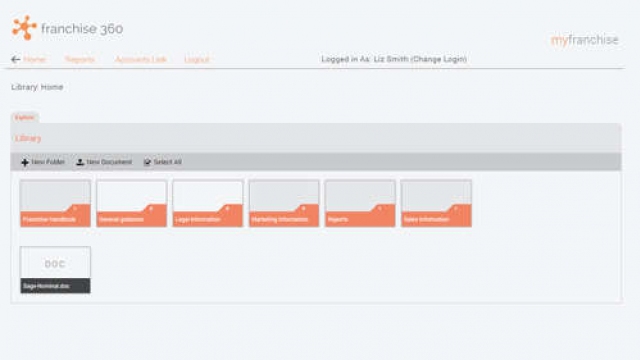 franchise 360
myfranchise
Home Reports Accounts Link Logout
Logged in As: Liz Smith (Change Login)
Library: Home
Explorer
Library
New Folder New Document Select All
Franchise Handbook General guidance Legal Information Marketing Information Reports Sales Information
DOC
Sage Nominal.doc